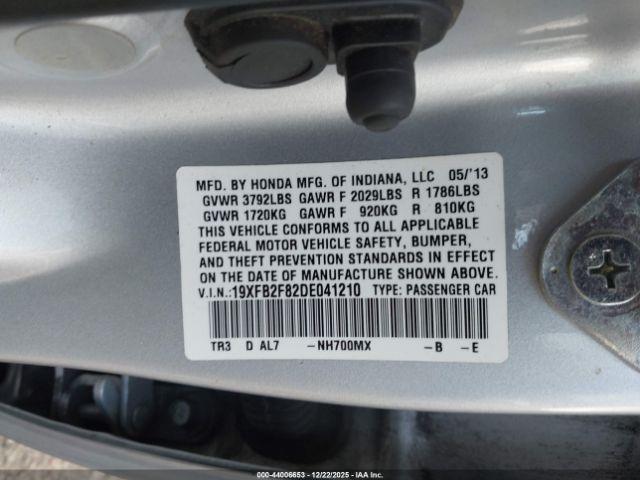 MFD. BY HONDA MFG. OF INDIANA, LLC 05/'13
GVWR 3792LBS GAWR F 2029LBS R 1786LBS
GVWR 1720KG GAWR F 920KG R 810KG
THIS VEHICLE CONFORMS TO ALL APPLICABLE
FEDERAL MOTOR VEHICLE SAFETY, BUMPER,
AND THEFT PREVENTION STANDARDS IN EFFECT
ON THE DATE OF MANUFACTURE SHOWN ABOVE.
V.I.N.:19XFB2F82DE041210 TYPE: PASSENGER CAR
TR3 D AL7 -NH700MX -B -E
000-44006653 - 12/22/2025 - IAA Inc.